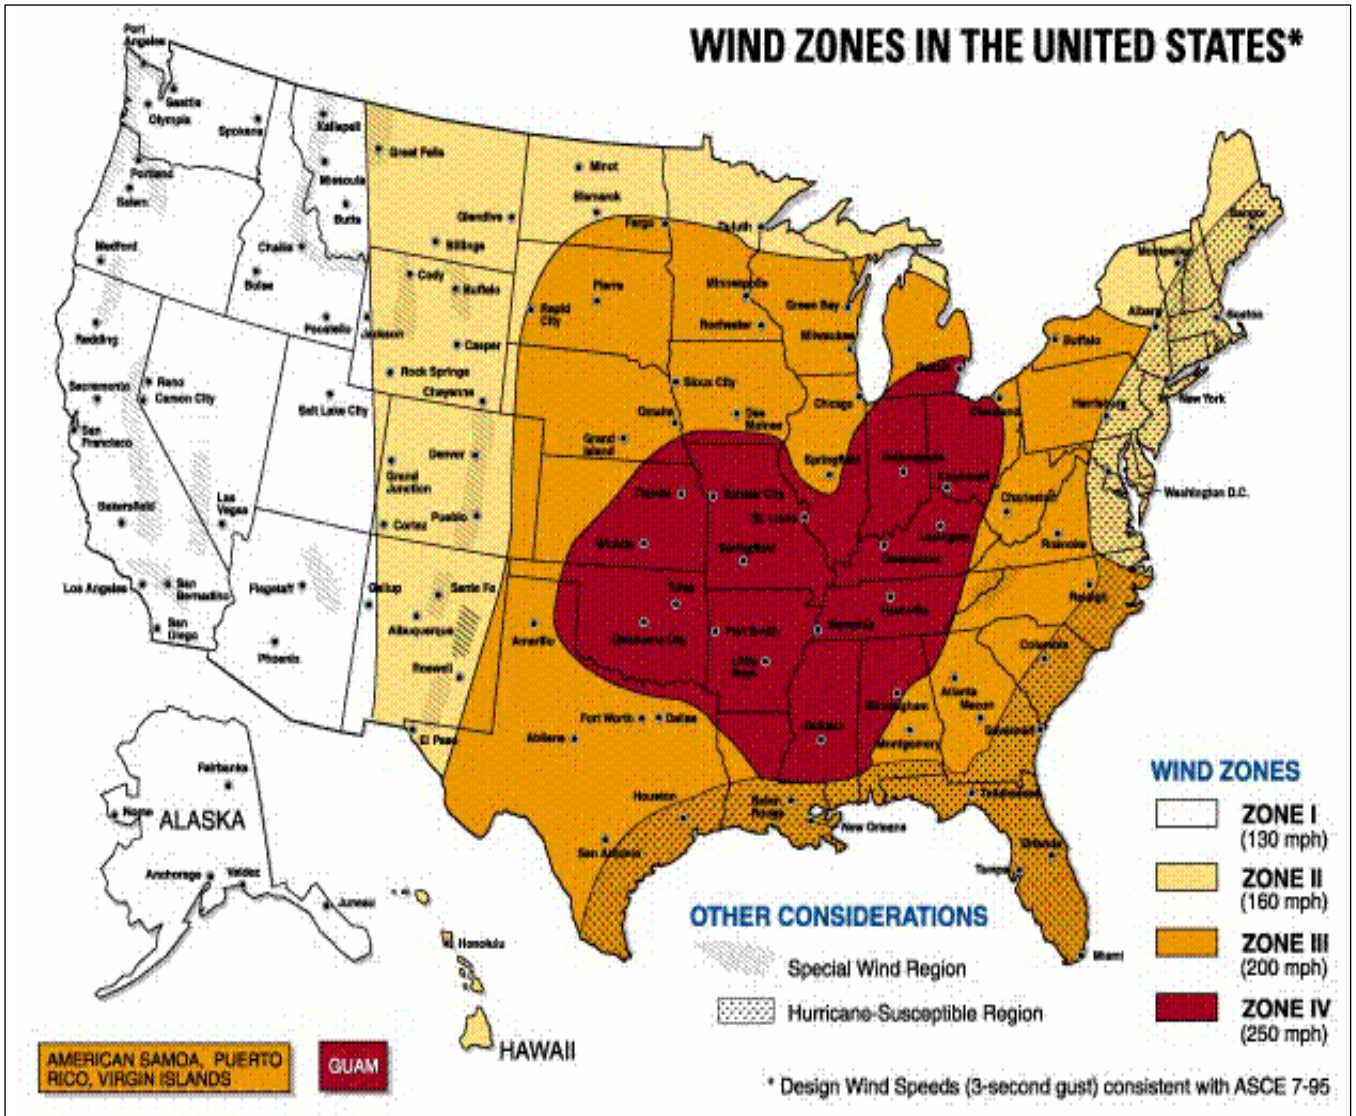 WIND ZONES IN THE UNITED STATES*
Port
Angeles
Seattle
Olympia
Spokane
Kalispell
Great Falls
Minot
Portland
Missoula
Bismarck
Salem
Butte
Glendive
Fargo
Duluth
Bangor
Medford
Challis
Billings
Montpelier
Boise
Cody
Buffalo
Pierre
Minneapolis
Rapid
City
Green Bay
Albany
Boston
Redding
Pocatello
Jackson
Rochester
Milwaukee
Buffalo
Casper
Rock Springs
Detroit
Sacramento
Reno
Carson City
Salt Lake City
Cheyenne
Sioux City
Omaha
Des
Moines
Chicago
Cleveland
Harrisburg
New York
San
Francisco
Grand
Island
Denver
Grand
Junction
Springfield
Indianapolis
Cincinnati
Topeka
Kansas City
Charleston
Washington D.C.
Bakersfield
Las
Vegas
Cortez
Pueblo
St. Louis
Wichita
Springfield
Lexington
Roanoke
Los Angeles
San
Bernadino
Flagstaff
Gallup
Santa Fe
Tulsa
Nashville
Raleigh
San
Diego
Albuquerque
Amarillo
Oklahoma City
Fort Smith
Memphis
Phoenix
Roswell
Little
Rock
Columbia
Atlanta
Macon
Birmingham
El Paso
Abilene
Fort Worth
Dallas
Jackson
Montgomery
Savannah
Fairbanks
Nome
ALASKA
Anchorage
Valdez
Juneau
Houston
Baton
Rouge
New Orleans
Tallahassee
San Antonio
Orlando
Tampa
Miami
Honolulu
HAWAII
WIND ZONES
ZONE I
(130 mph)
ZONE II
(160 mph)
ZONE III
(200 mph)
ZONE IV
(250 mph)
OTHER CONSIDERATIONS
Special Wind Region
Hurricane-Susceptible Region
AMERICAN SAMOA, PUERTO
RICO, VIRGIN ISLANDS
GUAM
* Design Wind Speeds (3-second gust) consistent with ASCE 7-95